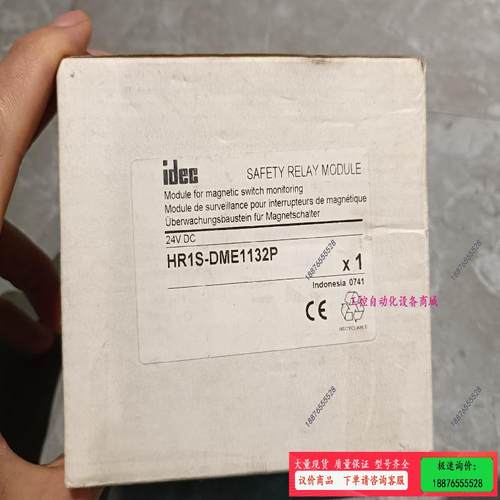 idec
SAFETY RELAY MODULE
Module for magnetic switch monitoring
Module de surveillance pour interrupteurs de magnétique
Überwachungsbaustein für Magnetschalter
24V DC
HR1S-DME1132P
x 1
Indonesia 0741
工控自动化设备商城
CE
RECYCLABLE
18876555528
18876555528
18876555528
18876555528
大量现货 质量保证 型号齐全
议价商品 下单请咨询客服
极速询价：
18876555528